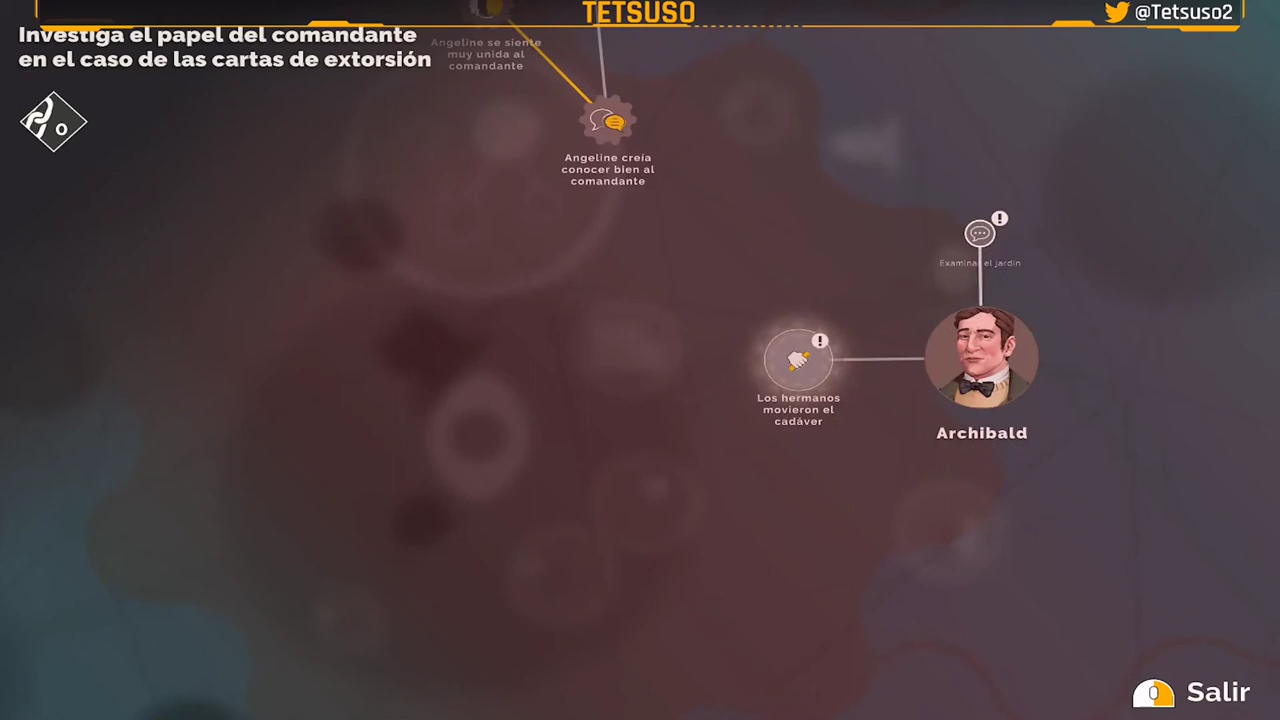 TETSUSO
@Tetsuso2
Investiga el papel del comandante
en el caso de las cartas de extorsión
0
Angeline se siente
muy unida al
comandante
Angeline creía
conocer bien al
comandante
Examinar el jardín
Los hermanos
movieron el
cadáver
Archibald
Salir